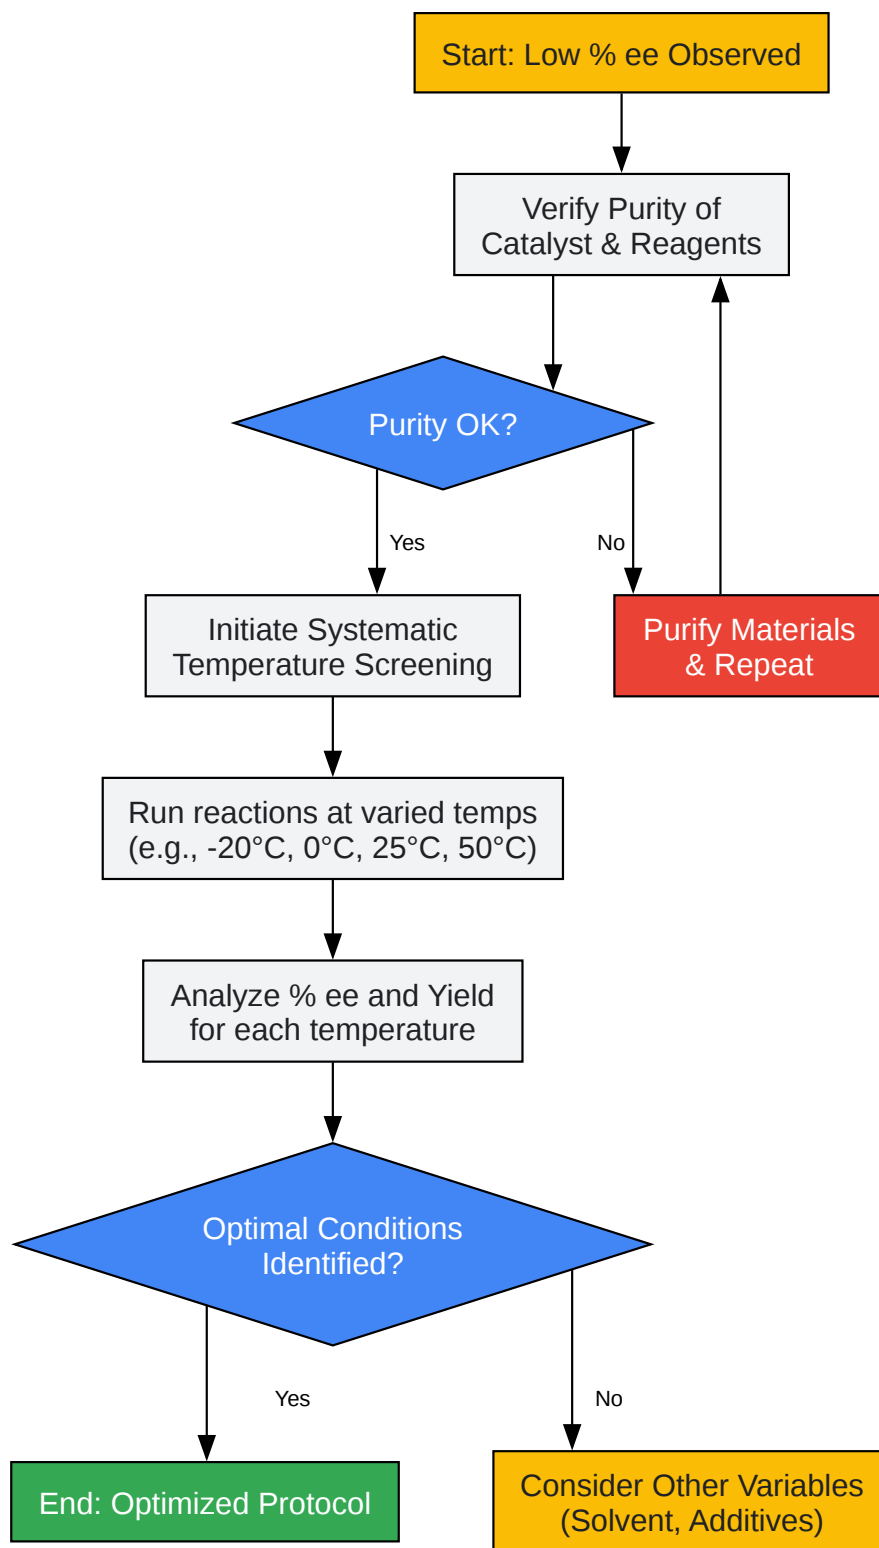 Start: Low % ee Observed
Verify Purity of
Catalyst & Reagents
Purity OK?
Yes
No
Initiate Systematic
Temperature Screening
Purify Materials
& Repeat
Run reactions at varied temps
(e.g., -20°C, 0°C, 25°C, 50°C)
Analyze % ee and Yield
for each temperature
Optimal Conditions
Identified?
Yes
No
End: Optimized Protocol
Consider Other Variables
(Solvent, Additives)